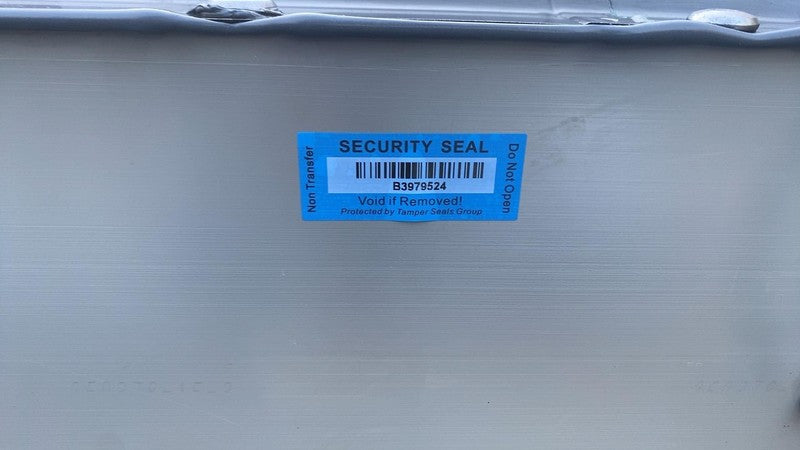 SECURITY SEAL
Non Transfer
B3979524
Do Not Open
Void if Removed!
Protected by Tamper Seals Group